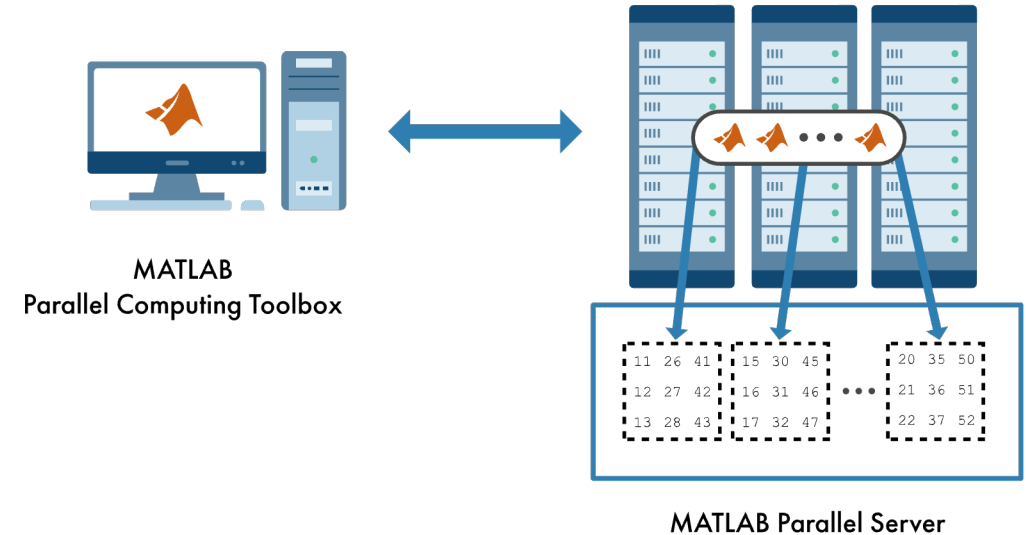 MATLAB
Parallel Computing Toolbox
11 26 41 15 30 45 20 35 50
12 27 42 16 31 46 21 36 51
13 28 43 17 32 47 22 37 52
MATLAB Parallel Server